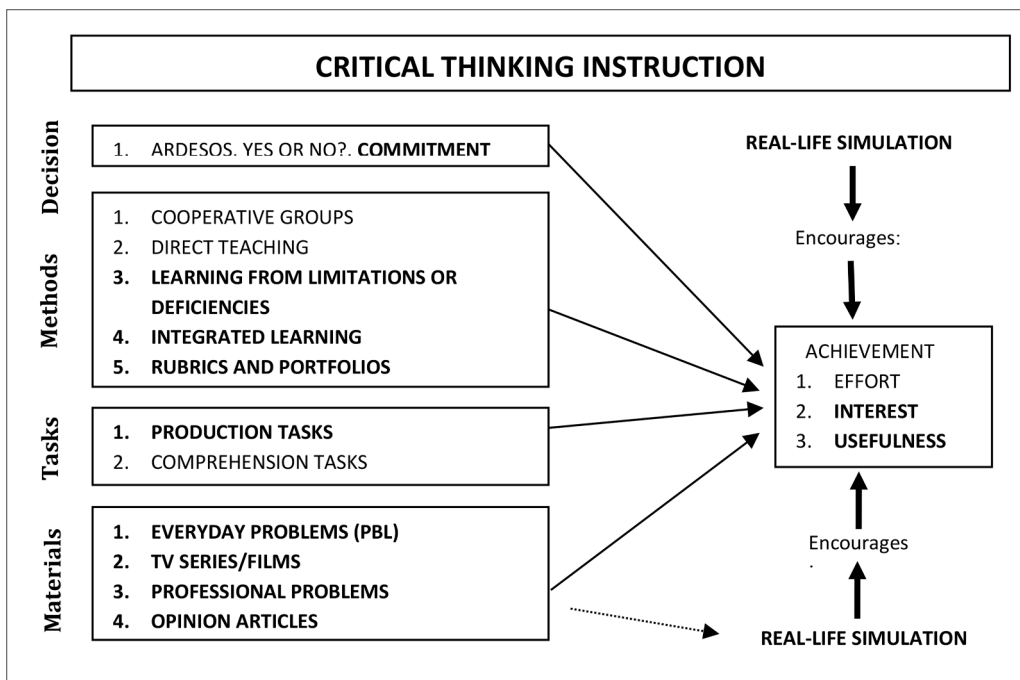 CRITICAL THINKING INSTRUCTION
Decision
1. ARDESOS. YES OR NO?. COMMITMENT
Methods
1. COOPERATIVE GROUPS
2. DIRECT TEACHING
3. LEARNING FROM LIMITATIONS OR
DEFICIENCIES
4. INTEGRATED LEARNING
5. RUBRICS AND PORTFOLIOS
Tasks
1. PRODUCTION TASKS
2. COMPREHENSION TASKS
Materials
1. EVERYDAY PROBLEMS (PBL)
2. TV SERIES/FILMS
3. PROFESSIONAL PROBLEMS
4. OPINION ARTICLES
REAL-LIFE SIMULATION
Encourages:
ACHIEVEMENT
1. EFFORT
2. INTEREST
3. USEFULNESS
Encourages
.
REAL-LIFE SIMULATION